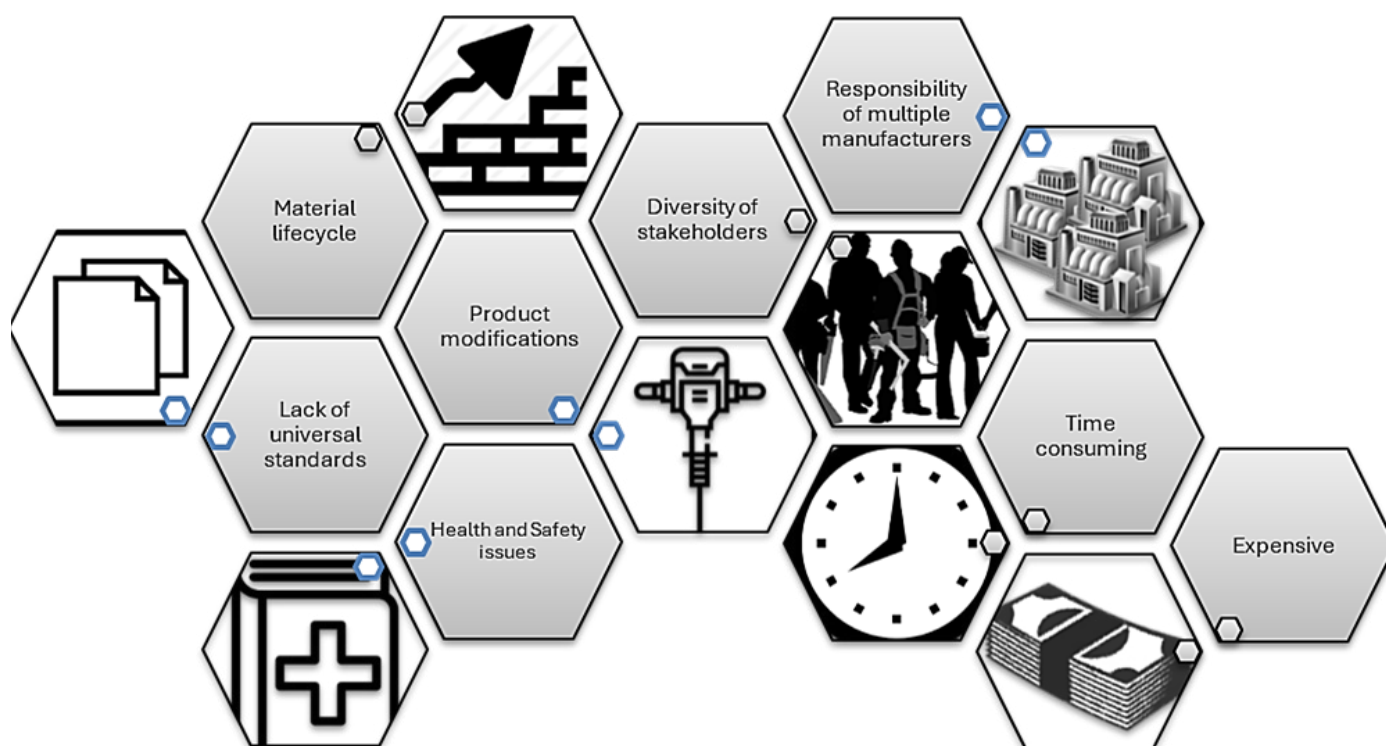 Responsibility
of multiple
manufacturers
Material
lifecycle
Diversity of
stakeholders
Product
modifications
Lack of
universal
standards
Time
consuming
Health and Safety
issues
Expensive